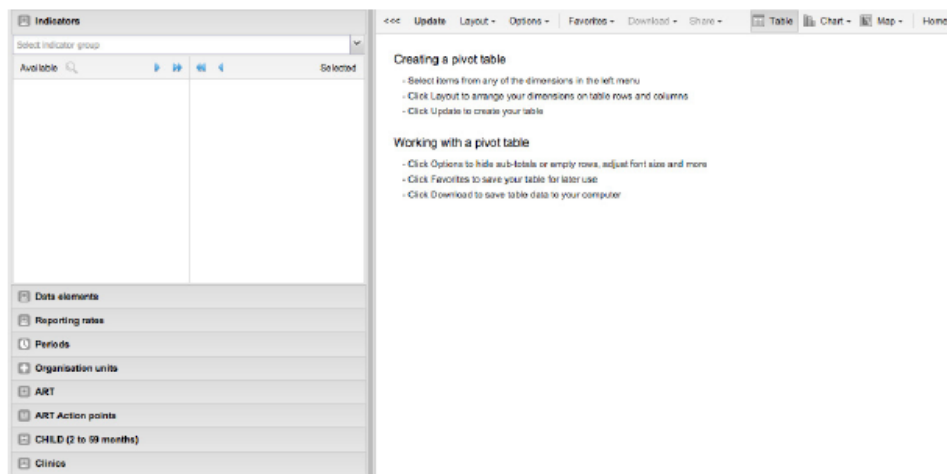 Indicators
Select indicator group
Available
Selected
Data elements
Reporting rates
Periods
Organisation units
ART
ART Action points
CHILD (2 to 59 months)
Clinics
<<< Update Layout Options Favorites Download Share Table Chart Map Home
Creating a pivot table
- Select items from any of the dimensions in the left menu
- Click Layout to arrange your dimensions on table rows and columns
- Click Update to create your table
Working with a pivot table
- Click Options to hide sub-totals or empty rows, adjust font size and more
- Click Favorites to save your table for later use
- Click Download to save table data to your computer